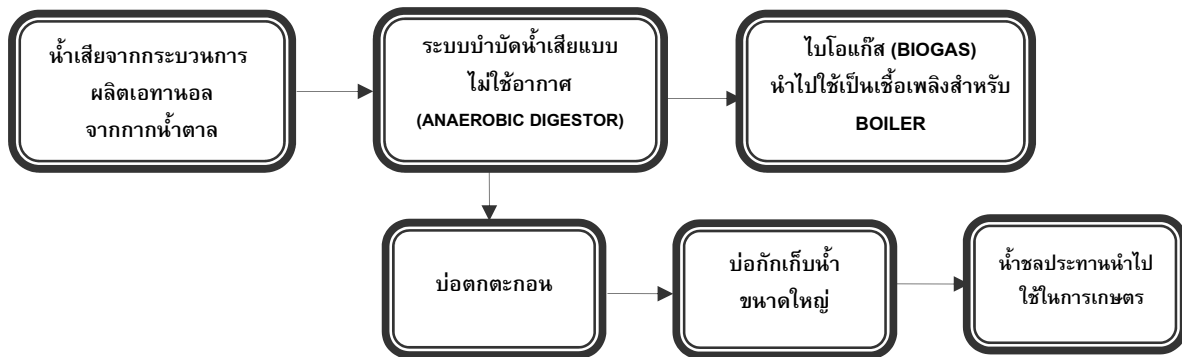 น้ำเสียจากกระบวนการ
ผลิตเอทานอล
จากกากน้ำตาล
ระบบบำบัดน้ำเสียแบบ
ไม่ใช้อากาศ
(ANAEROBIC DIGESTOR)
ไบโอแก๊ส (BIOGAS)
นำไปใช้เป็นเชื้อเพลิงสำหรับ
BOILER
บ่อตกตะกอน
บ่อกักเก็บน้ำ
ขนาดใหญ่
น้ำชลประทานนำไป
ใช้ในการเกษตร